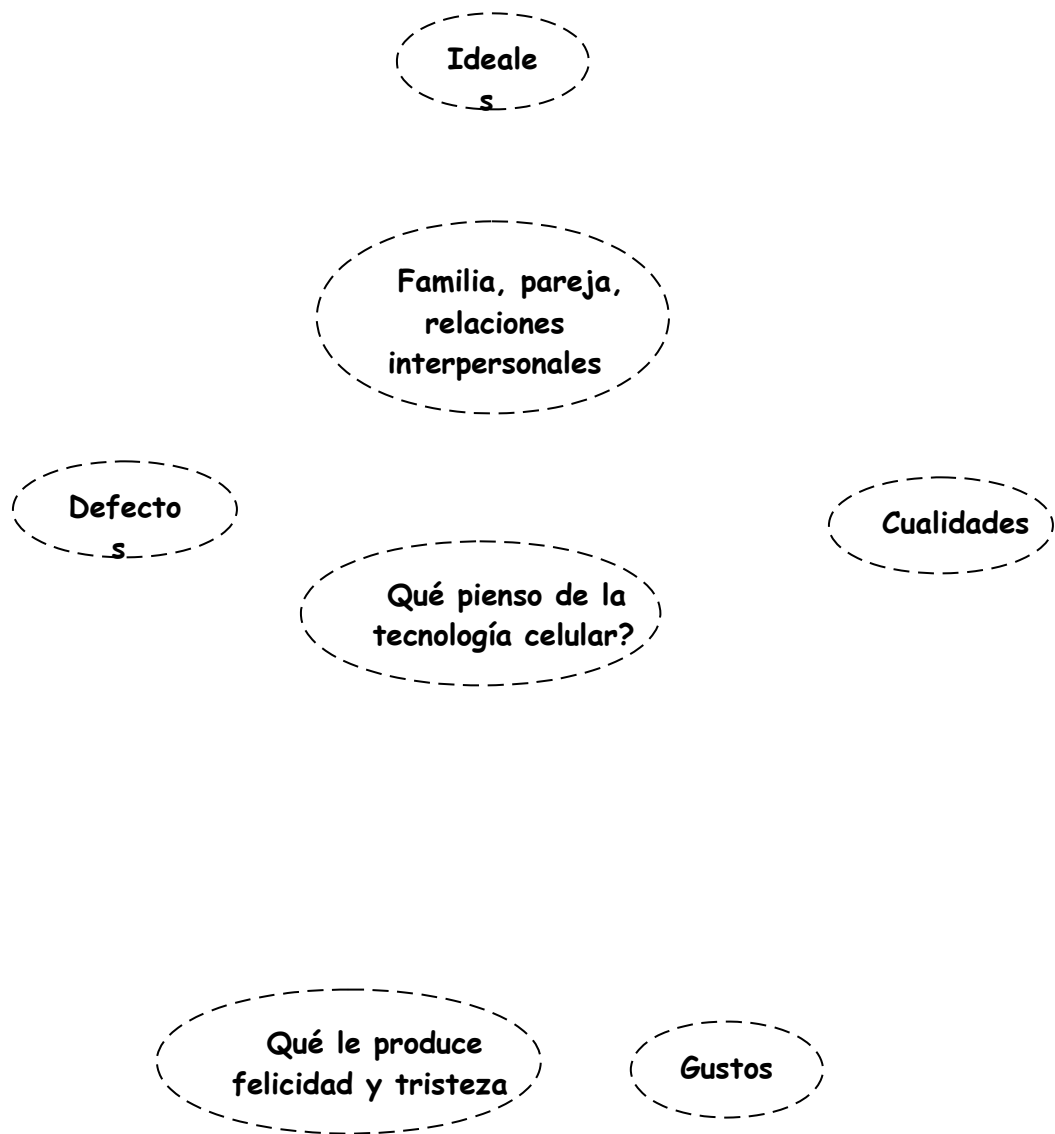 Ideale
s
Familia, pareja,
relaciones
interpersonales
Defecto
s
Cualidades
Qué pienso de la
tecnología celular?
Qué le produce
felicidad y tristeza
Gustos